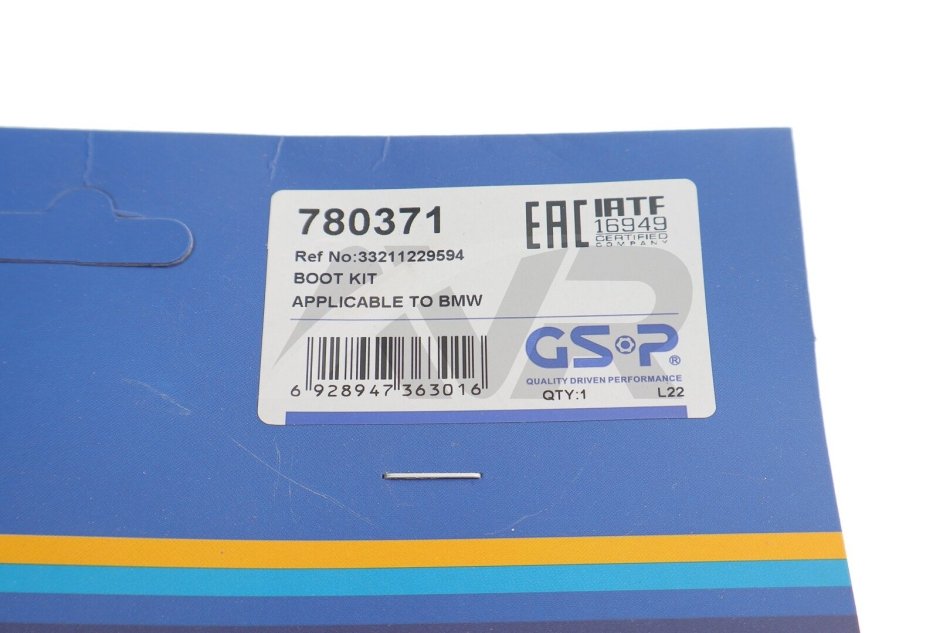 780371
EAC IATF
16949
CERTIFIED
COMPANY
Ref No:33211229594
BOOT KIT
APPLICABLE TO BMW
VR
GSP®
QUALITY DRIVEN PERFORMANCE
6 928947 363016
QTY:1 L22